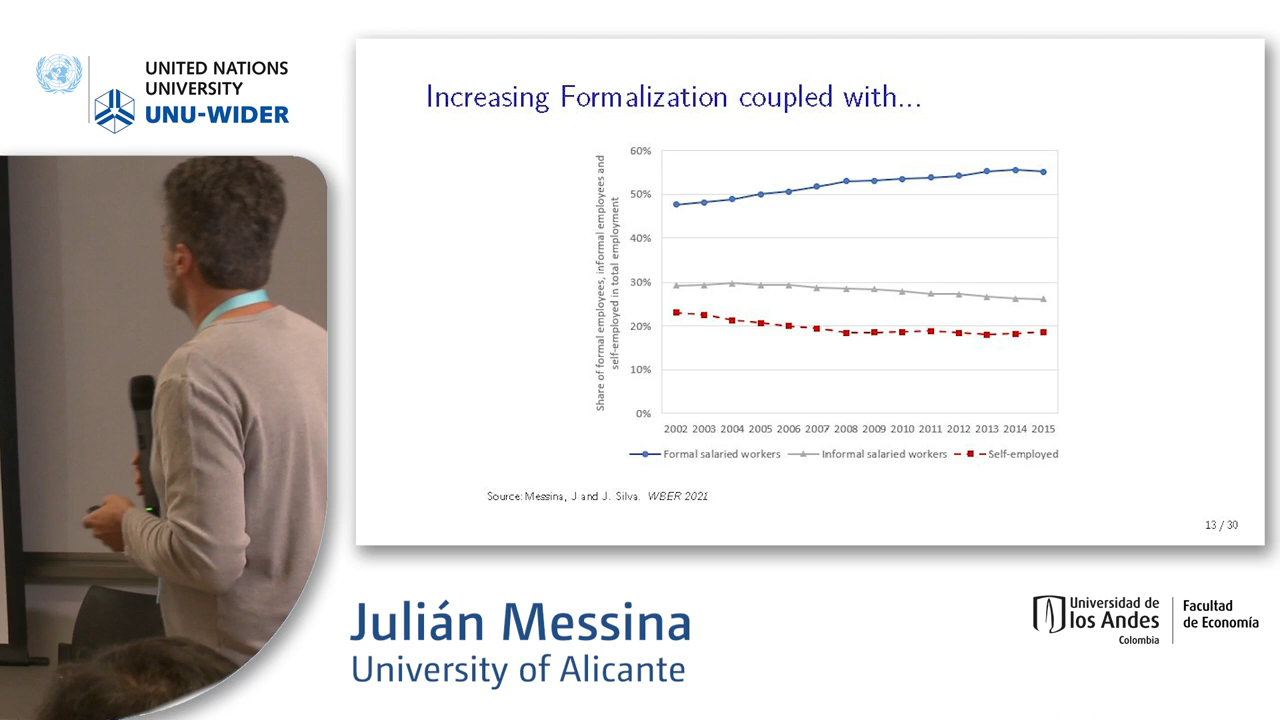 UNITED NATIONS
UNIVERSITY
UNU-WIDER
Increasing Formalization coupled with...
Share of formal employees, informal employees and
self-employed in total employment
60%
50%
40%
30%
20%
10%
0%
2002 2003 2004 2005 2006 2007 2008 2009 2010 2011 2012 2013 2014 2015
Formal salaried workers Informal salaried workers Self-employed
Source: Messina, J and J. Silva. WBER 2021
13 / 30
Julián Messina
University of Alicante
Universidad de
los Andes
Colombia
Facultad
de Economía